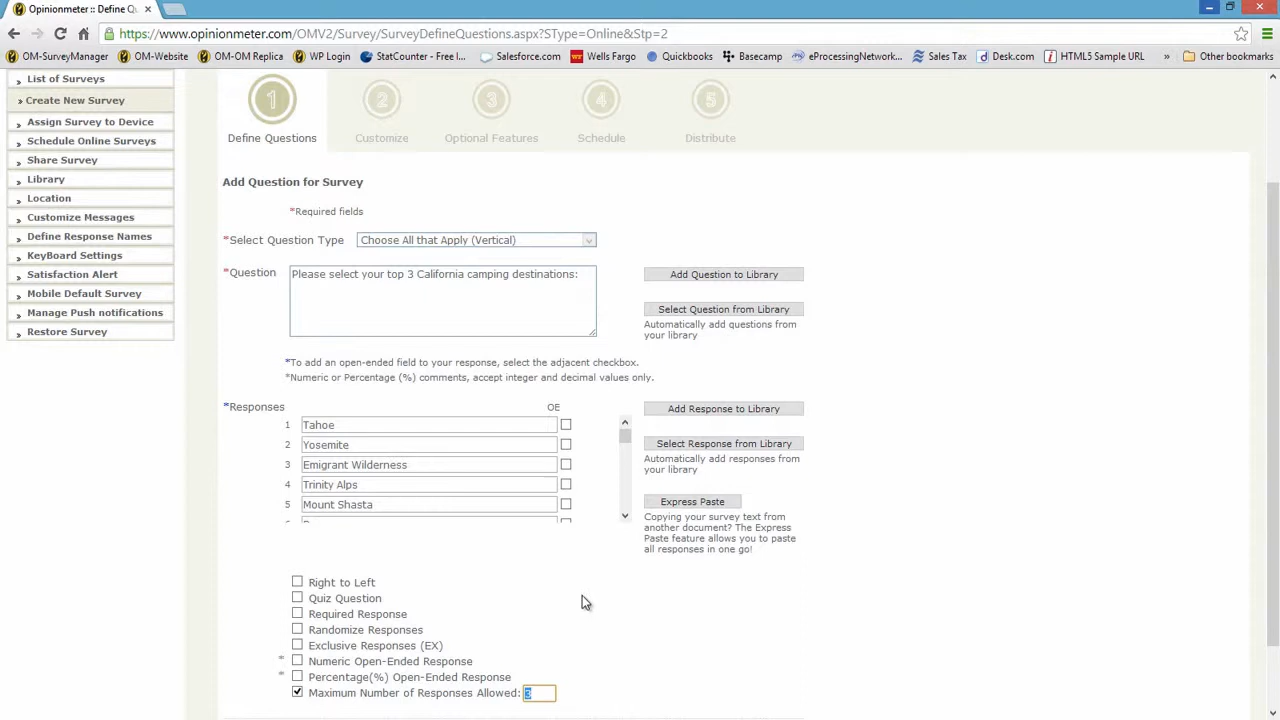 Opinionmeter :: Define Qu
https://www.opinionmeter.com/OMV2/Survey/SurveyDefineQuestions.aspx?SType=Online&Stp=2
OM-SurveyManager OM-Website OM-OM Replica WP Login StatCounter - Free I... Salesforce.com Wells Fargo Quickbooks Basecamp eProcessingNetwork... Sales Tax Desk.com HTML5 Sample URL » Other bookmarks
List of Surveys
Create New Survey
Assign Survey to Device
Schedule Online Surveys
Share Survey
Library
Location
Customize Messages
Define Response Names
KeyBoard Settings
Satisfaction Alert
Mobile Default Survey
Manage Push notifications
Restore Survey
1 2 3 4 5
Define Questions Customize Optional Features Schedule Distribute
Add Question for Survey
*Required fields
*Select Question Type Choose All that Apply (Vertical)
*Question Please select your top 3 California camping destinations:
Add Question to Library
Select Question from Library
Automatically add questions from
your library
*To add an open-ended field to your response, select the adjacent checkbox.
*Numeric or Percentage (%) comments, accept integer and decimal values only.
*Responses OE
1 Tahoe
2 Yosemite
3 Emigrant Wilderness
4 Trinity Alps
5 Mount Shasta
Add Response to Library
Select Response from Library
Automatically add responses from
your library
Express Paste
Copying your survey text from
another document? The Express
Paste feature allows you to paste
all responses in one go!
Right to Left
Quiz Question
Required Response
Randomize Responses
Exclusive Responses (EX)
* Numeric Open-Ended Response
* Percentage(%) Open-Ended Response
Maximum Number of Responses Allowed: 3